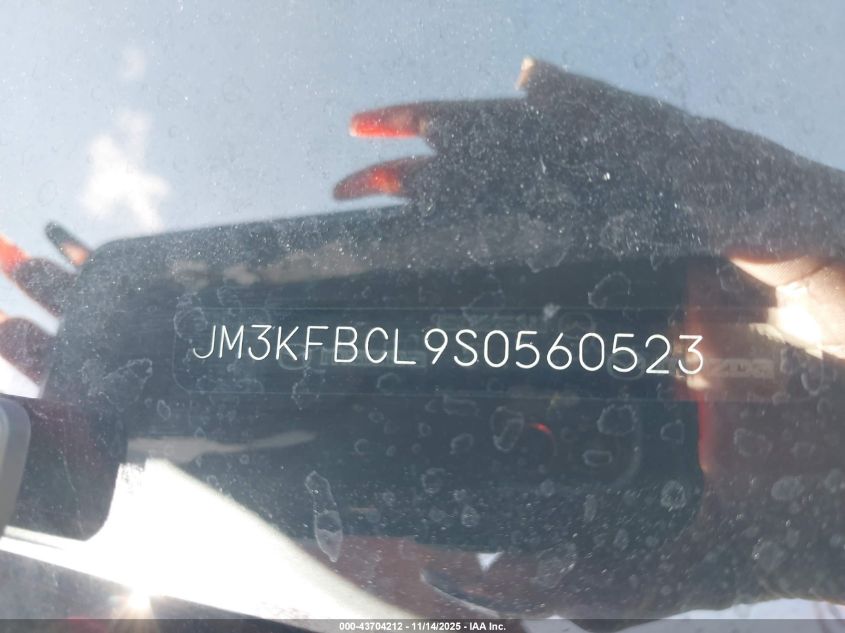 JM3KFBCL9S0560523
000-43704212 - 11/14/2025 - IAA Inc.